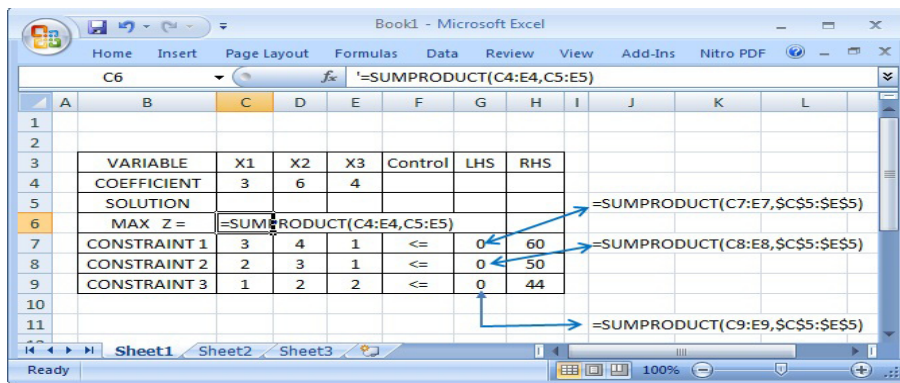 Book1 - Microsoft Excel
Home Insert Page Layout Formulas Data Review View Add-Ins Nitro PDF
C6 fx '=SUMPRODUCT(C4:E4,C5:E5)
A B C D E F G H I J K L
1
2
3 VARIABLE X1 X2 X3 Control LHS RHS
4 COEFFICIENT 3 6 4
5 SOLUTION =SUMPRODUCT(C7:E7,$C$5:$E$5)
6 MAX Z = =SUMPRODUCT(C4:E4,C5:E5)
7 CONSTRAINT 1 3 4 1 <= 0 60 =SUMPRODUCT(C8:E8,$C$5:$E$5)
8 CONSTRAINT 2 2 3 1 <= 0 50
9 CONSTRAINT 3 1 2 2 <= 0 44
10
11 =SUMPRODUCT(C9:E9,$C$5:$E$5)
Sheet1 Sheet2 Sheet3
Ready 100%